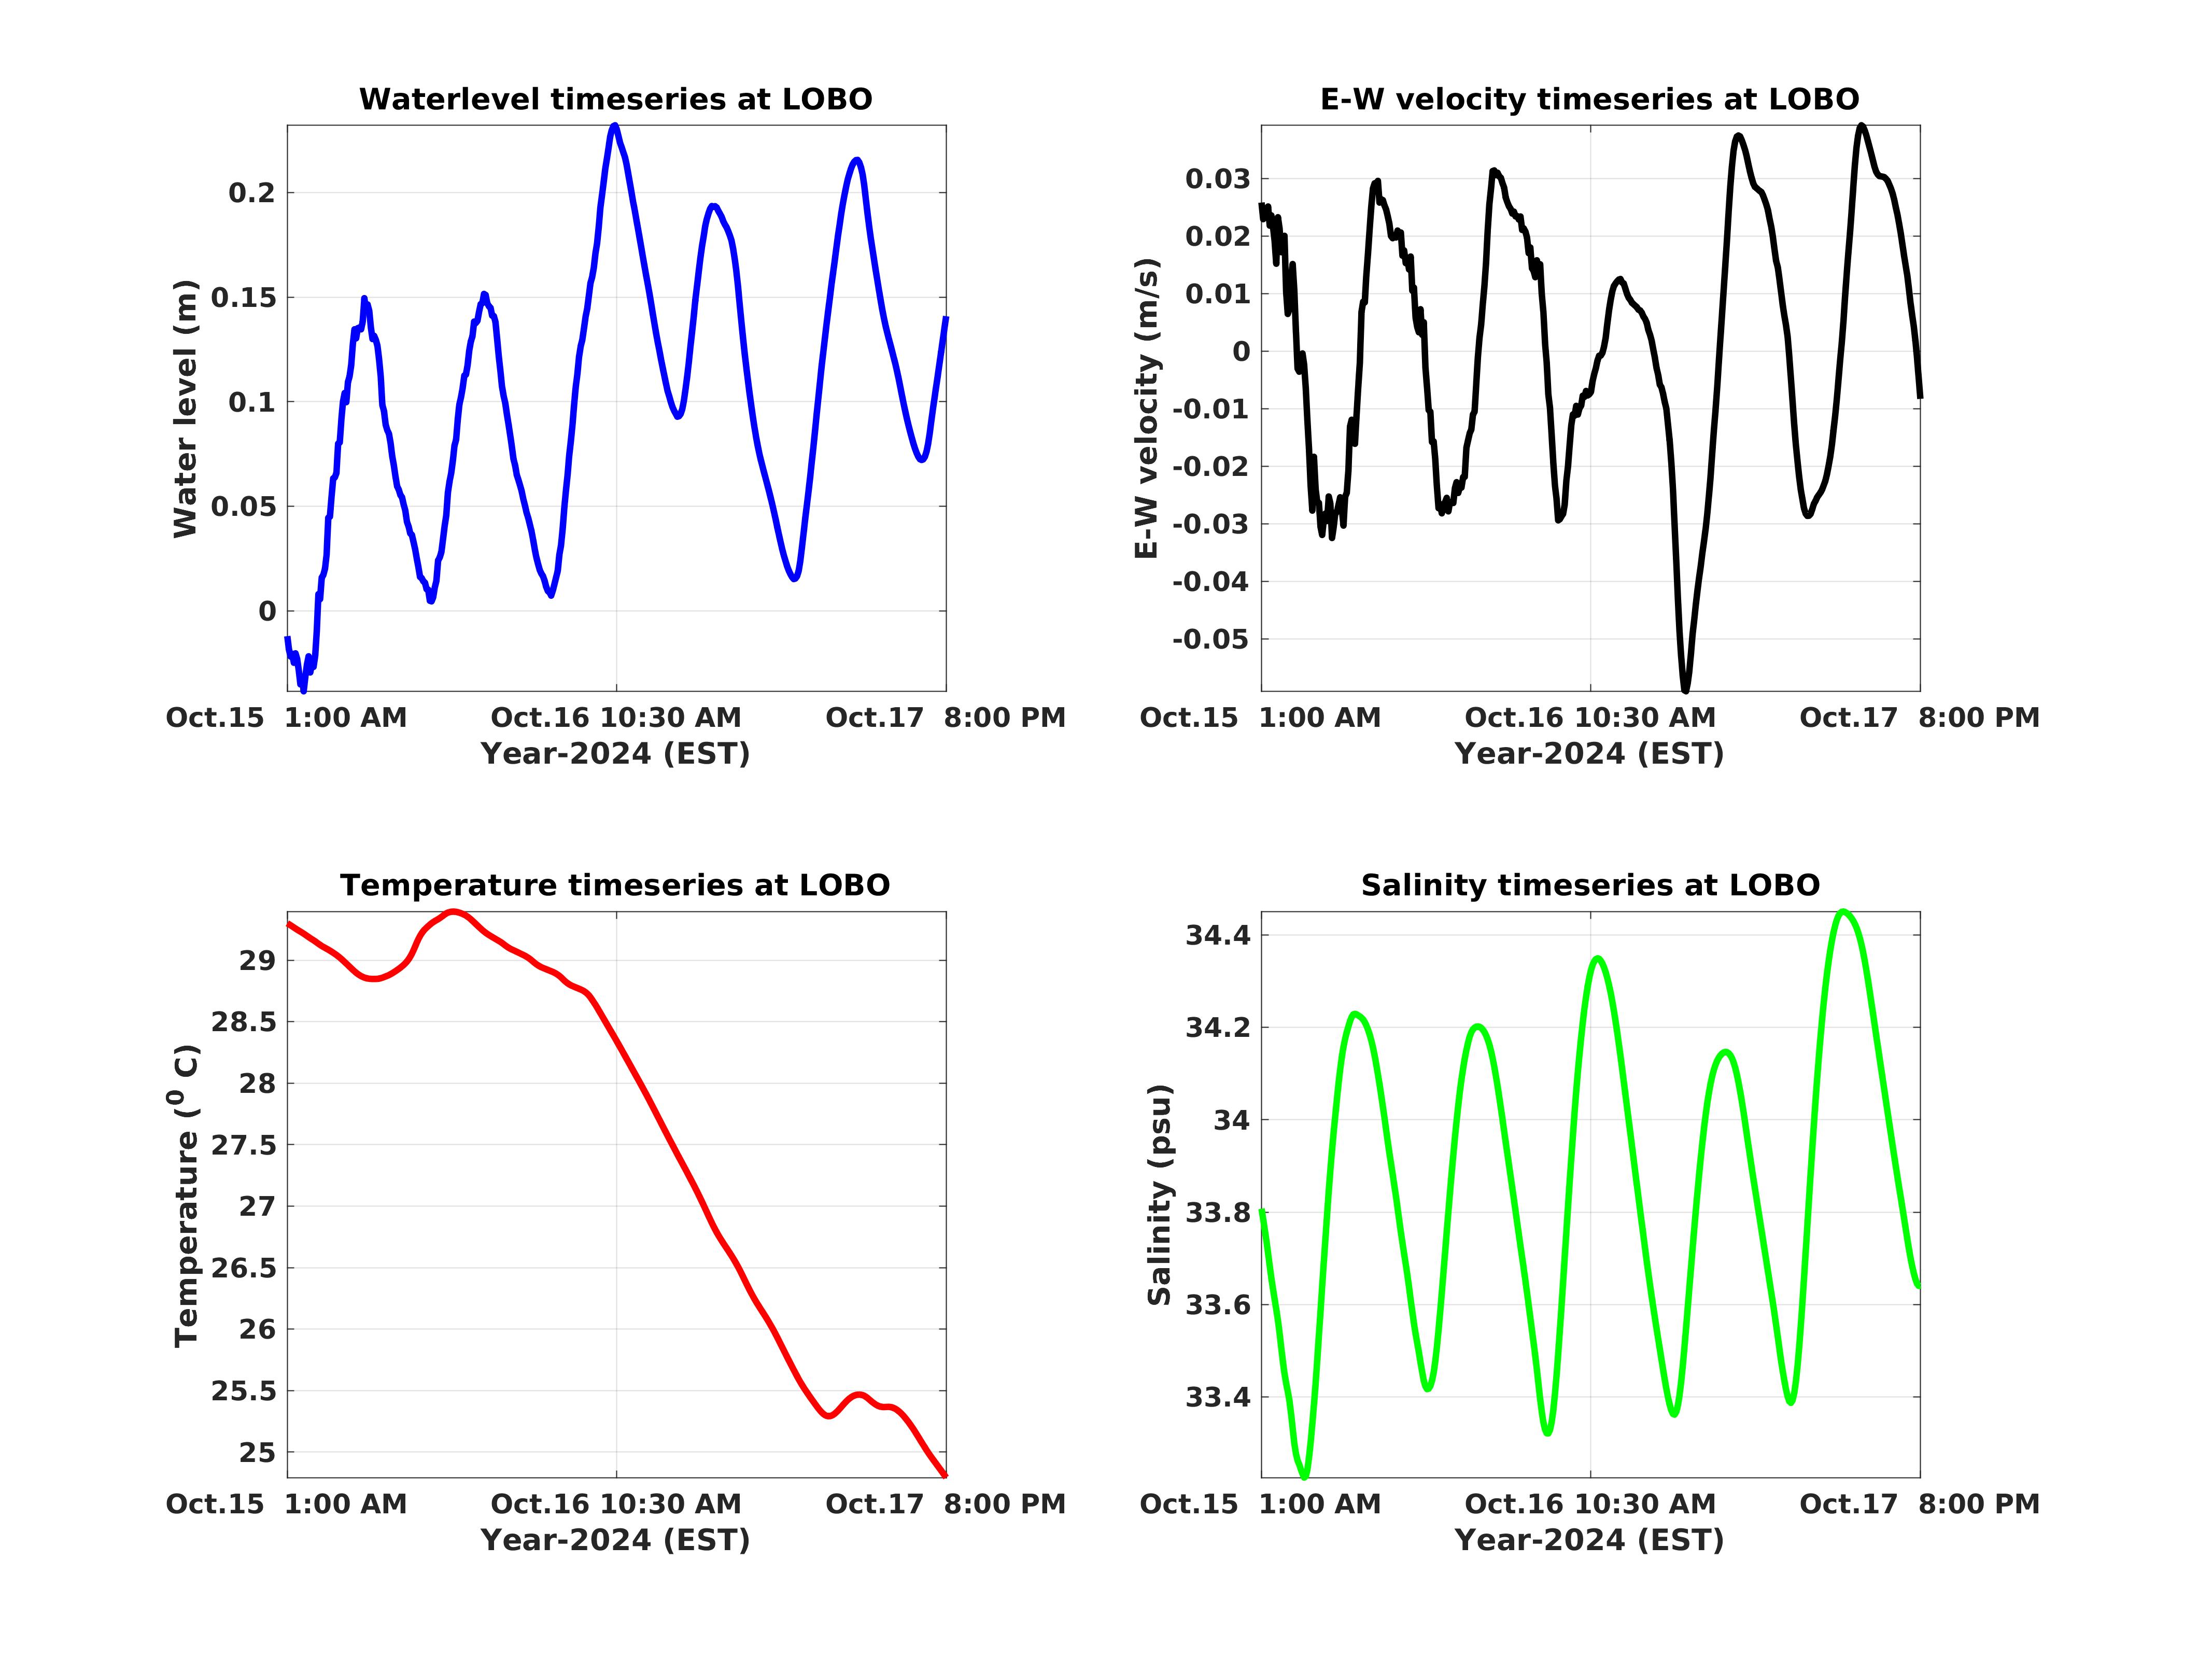 Waterlevel timeseries at LOBO
Water level (m)
0.2
0.15
0.1
0.05
0
Oct.15 1:00 AM Oct.16 10:30 AM Oct.17 8:00 PM
Year-2024 (EST)
E-W velocity timeseries at LOBO
E-W velocity (m/s)
0.03
0.02
0.01
0
-0.01
-0.02
-0.03
-0.04
-0.05
Oct.15 1:00 AM Oct.16 10:30 AM Oct.17 8:00 PM
Year-2024 (EST)
Temperature timeseries at LOBO
Temperature (⁰ C)
29
28.5
28
27.5
27
26.5
26
25.5
25
Oct.15 1:00 AM Oct.16 10:30 AM Oct.17 8:00 PM
Year-2024 (EST)
Salinity timeseries at LOBO
Salinity (psu)
34.4
34.2
34
33.8
33.6
33.4
Oct.15 1:00 AM Oct.16 10:30 AM Oct.17 8:00 PM
Year-2024 (EST)